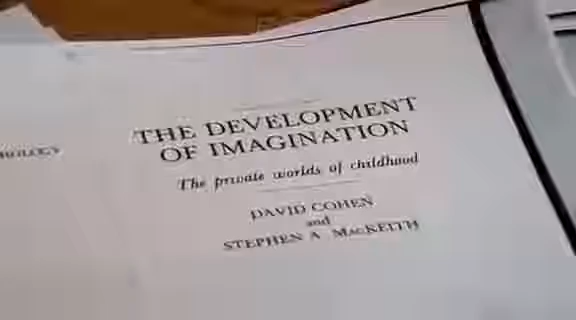 THE DEVELOPMENT
OF IMAGINATION
The private worlds of childhood
DAVID COHEN
and
STEPHEN A MACKEITH